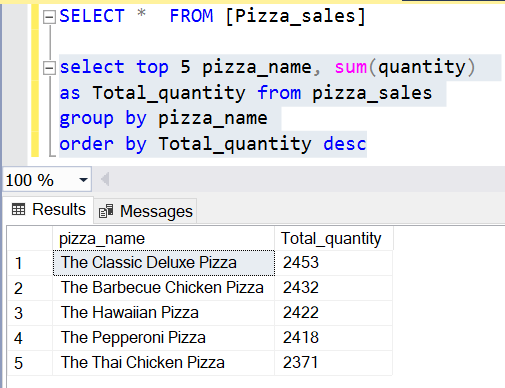 SELECT *  FROM [Pizza_sales]
select top 5 pizza_name, sum(quantity)
as Total_quantity from pizza_sales
group by pizza_name
order by Total_quantity desc
100 %
Results Messages
pizza_name Total_quantity
1 The Classic Deluxe Pizza 2453
2 The Barbecue Chicken Pizza 2432
3 The Hawaiian Pizza 2422
4 The Pepperoni Pizza 2418
5 The Thai Chicken Pizza 2371